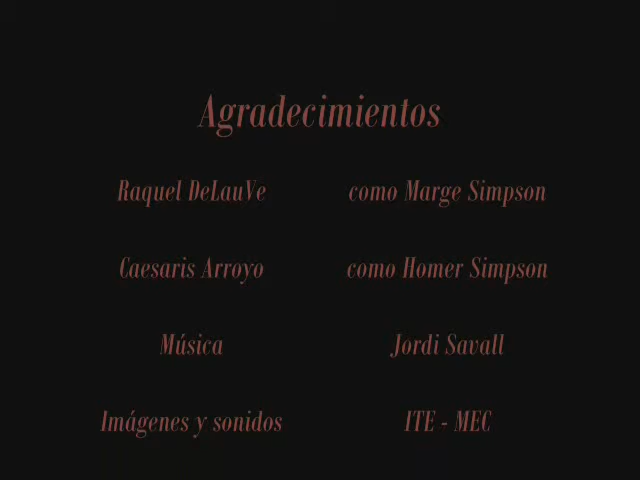 Agradecimientos
Raquel DeLauVe como Marge Simpson
Caesaris Arroyo como Homer Simpson
Música Jordi Savall
Imágenes y sonidos ITE - MEC